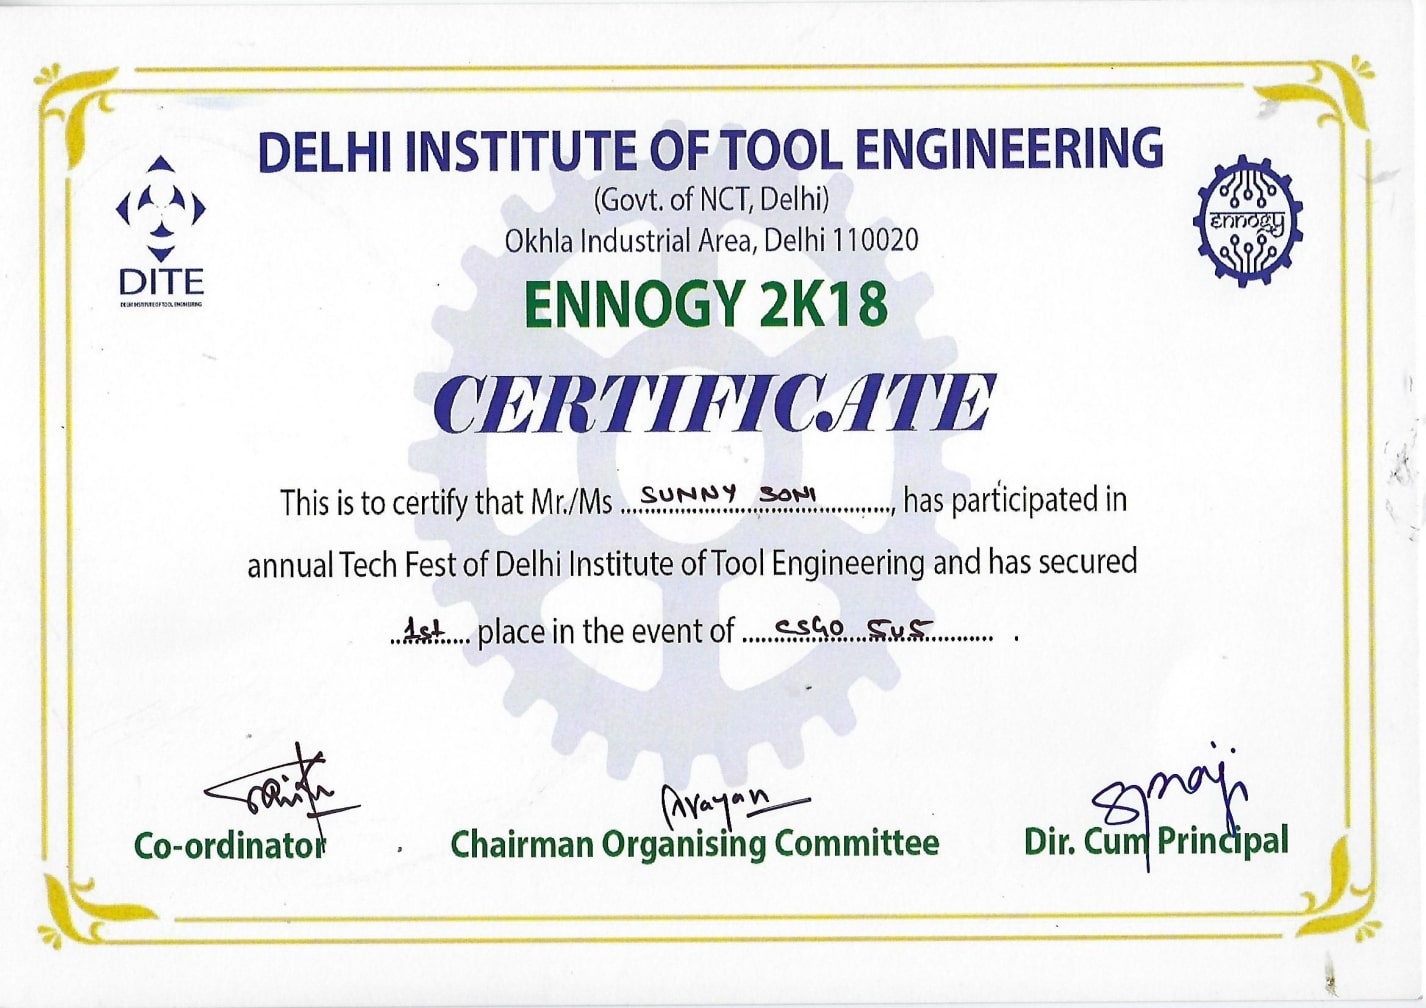 DELHI INSTITUTE OF TOOL ENGINEERING
(Govt. of NCT, Delhi)
Okhla Industrial Area, Delhi 110020
DITE
DELHI INSTITUTE OF TOOL ENGINEERING
ennogy
ENNOGY 2K18
CERTIFICATE
This is to certify that Mr./Ms SUNNY SONI, has participated in
annual Tech Fest of Delhi Institute of Tool Engineering and has secured
1st place in the event of CSGO 5v5 .
Co-ordinator
Chairman Organising Committee
Dir. Cum Principal